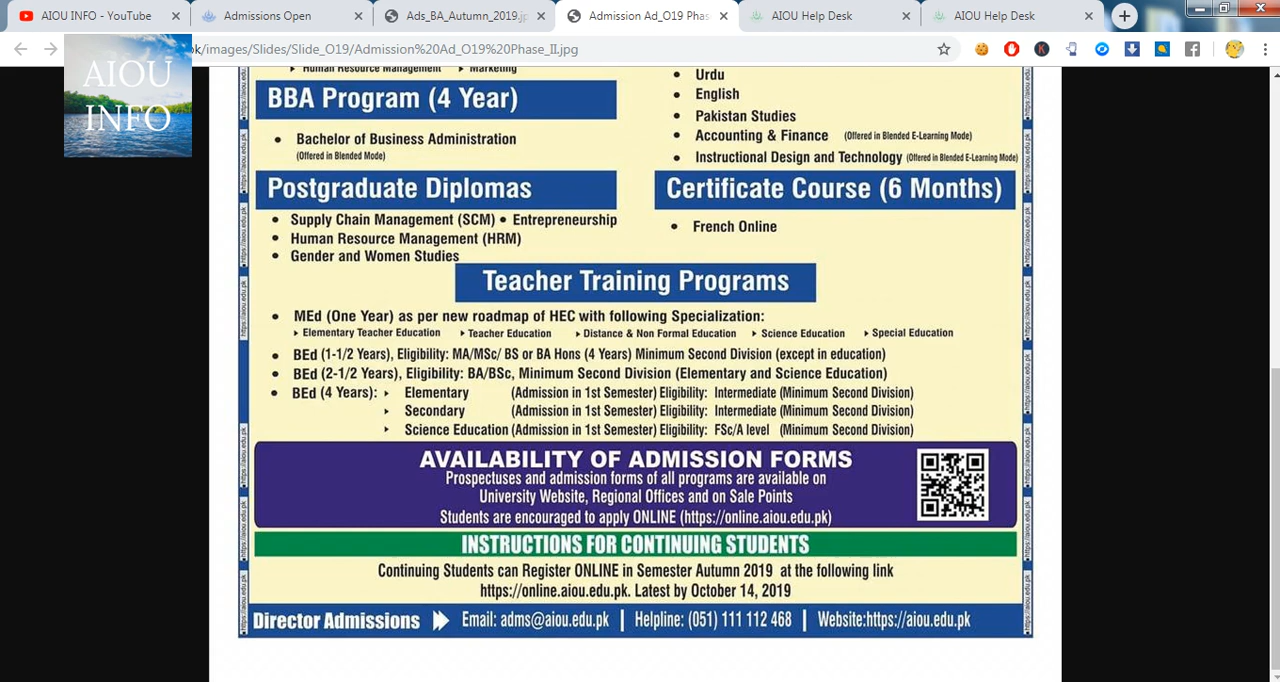 AIOU INFO - YouTube
Admissions Open
Ads_BA_Autumn_2019.j
Admission Ad_O19 Phas
AIOU Help Desk
AIOU Help Desk
k/images/Slides/Slide_O19/Admission%20Ad_O19%20Phase_II.jpg
AIOU
INFO
Human Resource Management Marketing
BBA Program (4 Year)
Bachelor of Business Administration
(Offered in Blended Mode)
Urdu
English
Pakistan Studies
Accounting & Finance (Offered in Blended E-Learning Mode)
Instructional Design and Technology (Offered in Blended E-Learning Mode)
Postgraduate Diplomas
Supply Chain Management (SCM) • Entrepreneurship
Human Resource Management (HRM)
Gender and Women Studies
Certificate Course (6 Months)
French Online
Teacher Training Programs
MEd (One Year) as per new roadmap of HEC with following Specialization:
Elementary Teacher Education Teacher Education Distance & Non Formal Education Science Education Special Education
BEd (1-1/2 Years), Eligibility: MA/MSc/ BS or BA Hons (4 Years) Minimum Second Division (except in education)
BEd (2-1/2 Years), Eligibility: BA/BSc, Minimum Second Division (Elementary and Science Education)
BEd (4 Years): Elementary (Admission in 1st Semester) Eligibility: Intermediate (Minimum Second Division)
Secondary (Admission in 1st Semester) Eligibility: Intermediate (Minimum Second Division)
Science Education (Admission in 1st Semester) Eligibility: FSc/A level (Minimum Second Division)
AVAILABILITY OF ADMISSION FORMS
Prospectuses and admission forms of all programs are available on
University Website, Regional Offices and on Sale Points
Students are encouraged to apply ONLINE (https://online.aiou.edu.pk)
INSTRUCTIONS FOR CONTINUING STUDENTS
Continuing Students can Register ONLINE in Semester Autumn 2019 at the following link
https://online.aiou.edu.pk. Latest by October 14, 2019
Director Admissions Email: adms@aiou.edu.pk | Helpline: (051) 111 112 468 | Website:https://aiou.edu.pk